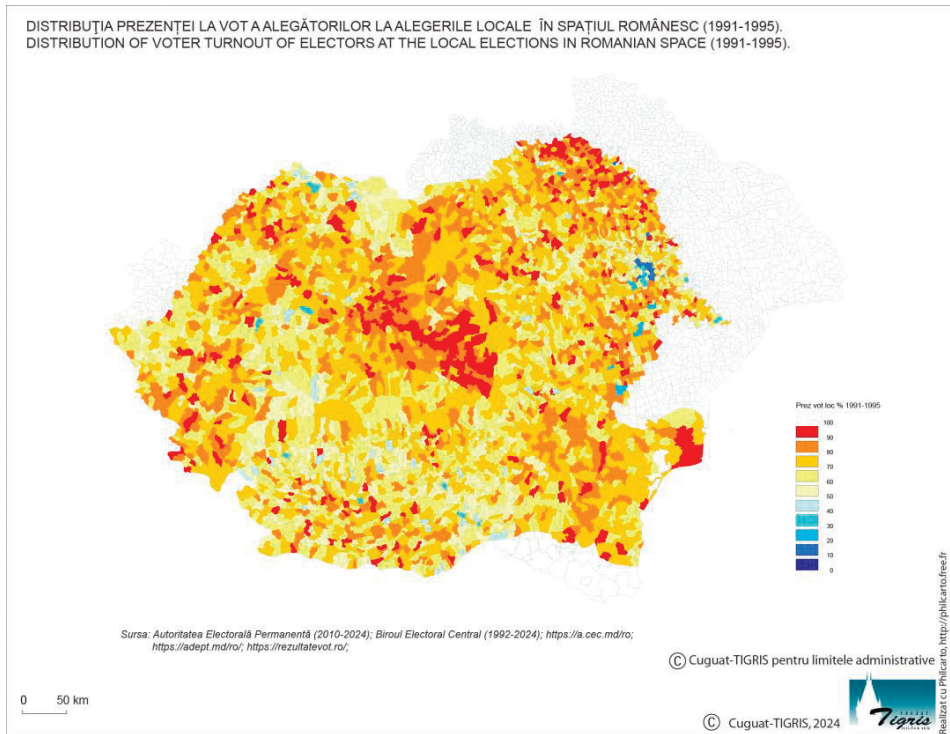 DISTRIBUŢIA PREZENȚEI LA VOT A ALEGĂTORILOR LA ALEGERILE LOCALE ÎN SPAȚIUL ROMÂNESC (1991-1995).
DISTRIBUTION OF VOTER TURNOUT OF ELECTORS AT THE LOCAL ELECTIONS IN ROMANIAN SPACE (1991-1995).
Prez vot loc % 1991-1995
100
90
80
70
60
50
40
30
20
10
0
Sursa: Autoritatea Electorală Permanentă (2010-2024); Biroul Electoral Central (1992-2024); https://a.cec.md/ro;
https://adept.md/ro/; https://rezultatevot.ro/;
© Cuguat-TIGRIS pentru limitele administrative
0 50 km
© Cuguat-TIGRIS, 2024
Tigris
Realizat cu Philcarto, http://philcarto.free.fr